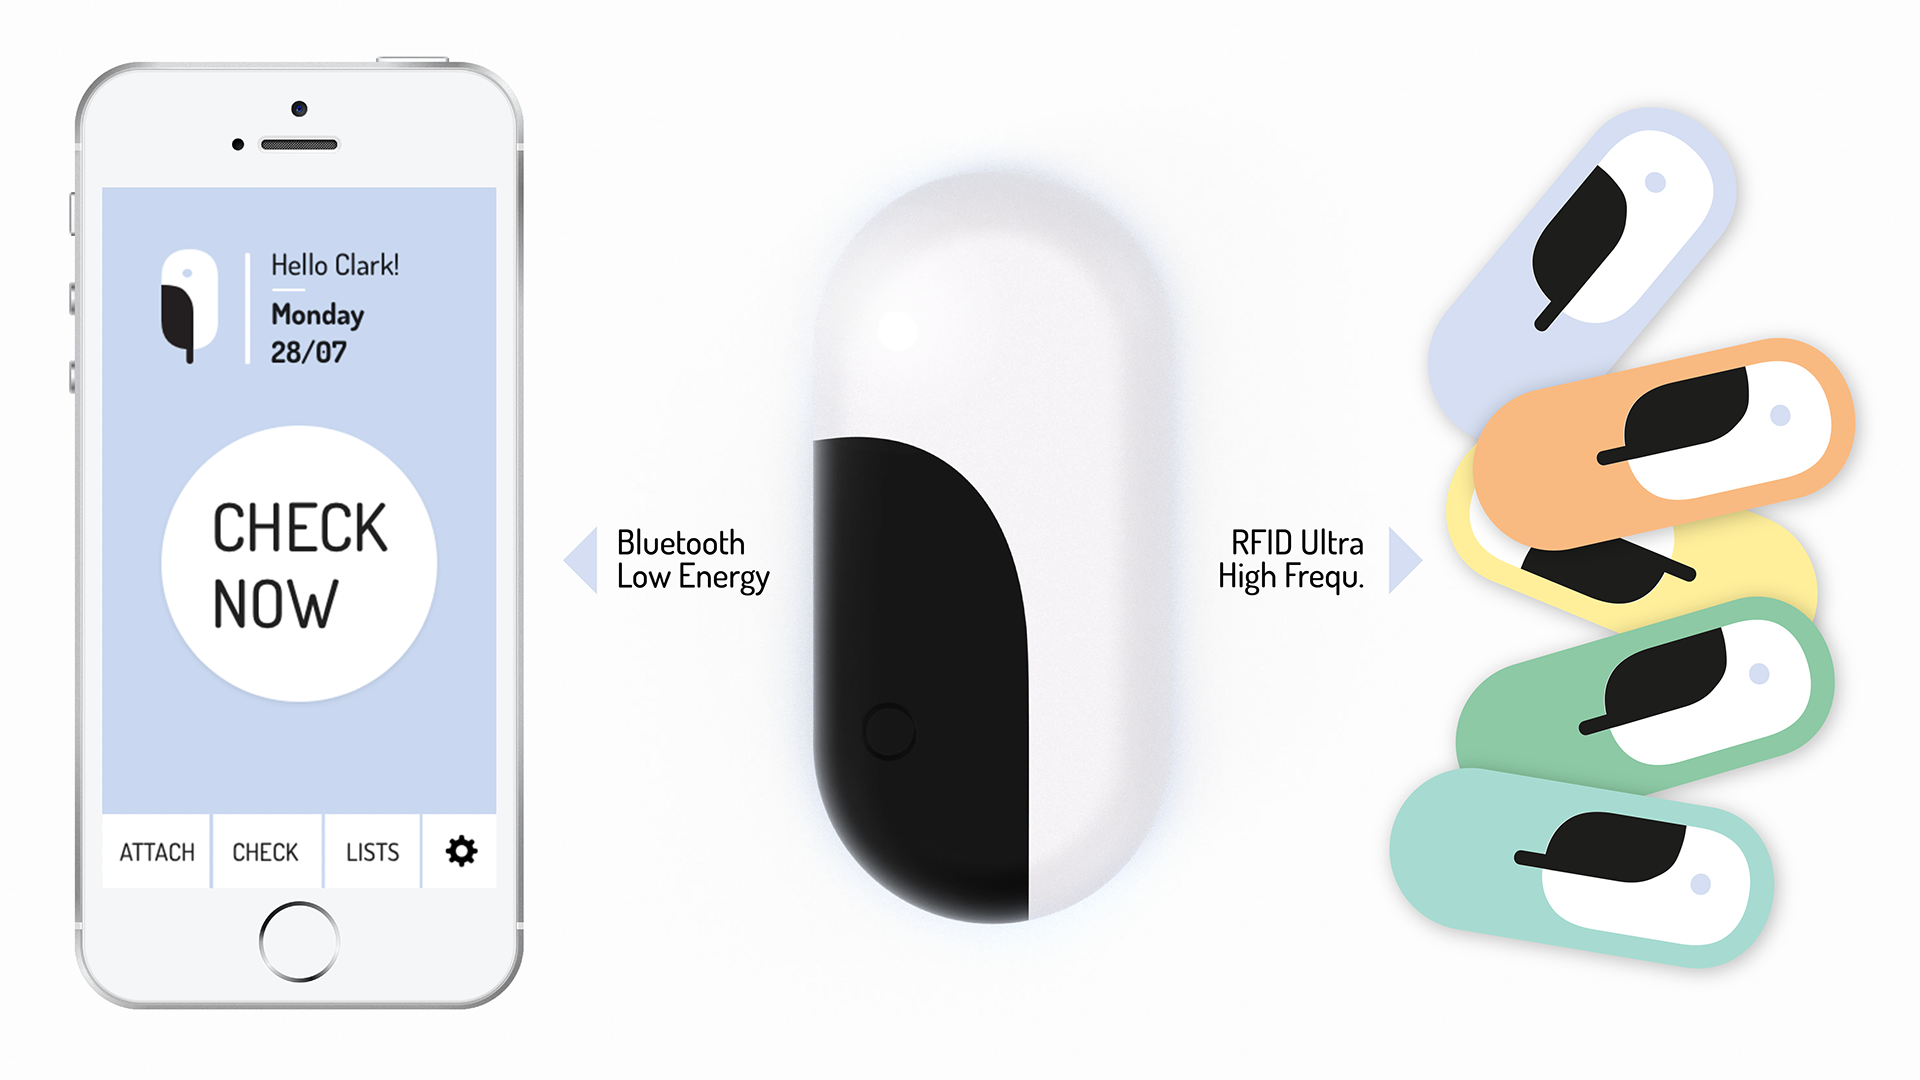 Hello Clark!
Monday
28/07
CHECK
NOW
ATTACH
CHECK
LISTS
Bluetooth
Low Energy
RFID Ultra
High Frequ.